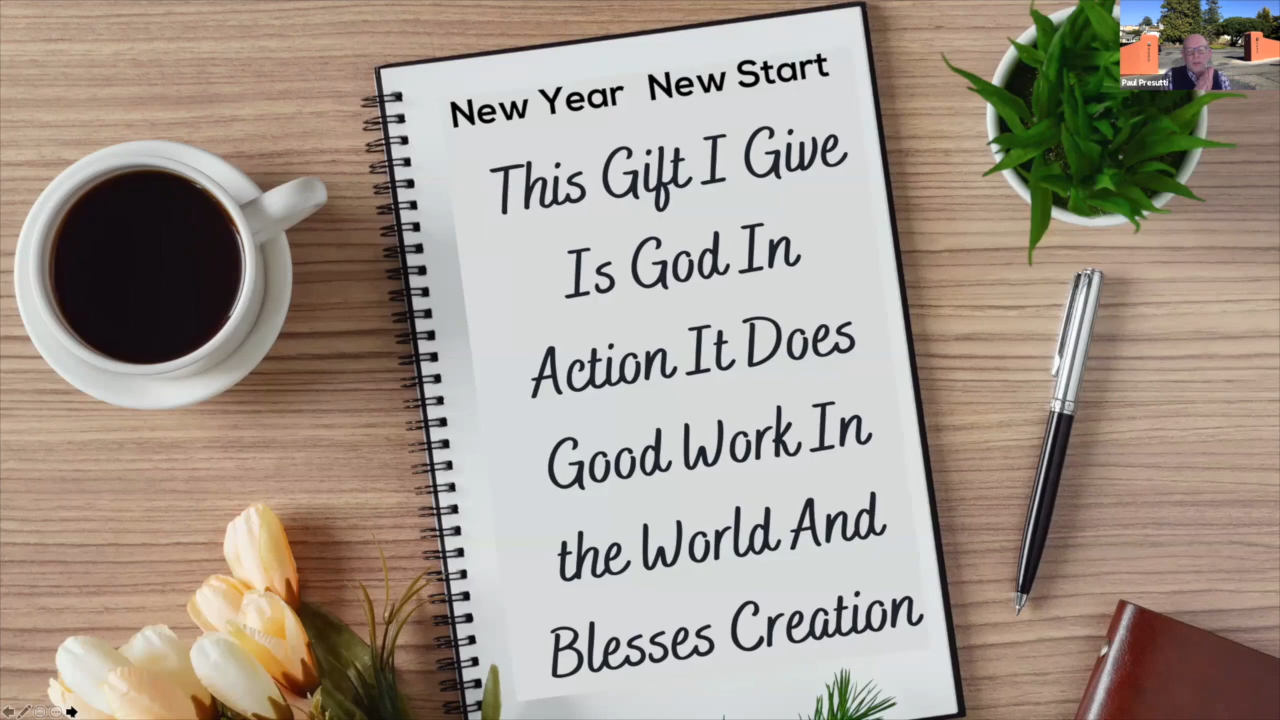 New Year New Start
This Gift I Give
Is God In
Action It Does
Good Work In
the World And
Blesses Creation
Paul Presutti